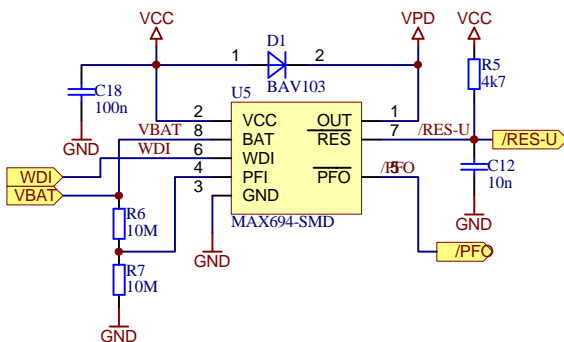 VCC VPD VCC
D1
1 2
BAV103
R5
4k7
C18
100n
U5
2 VCC OUT 1
VBAT 8 BAT RES 7 /RES-U /RES-U
WDI 6 WDI
4 PFI PFO 5 /PFO
3 GND
GND
C12
10n
WDI
VBAT
R6
10M
MAX694-SMD
GND
GND
/PFO
R7
10M
GND